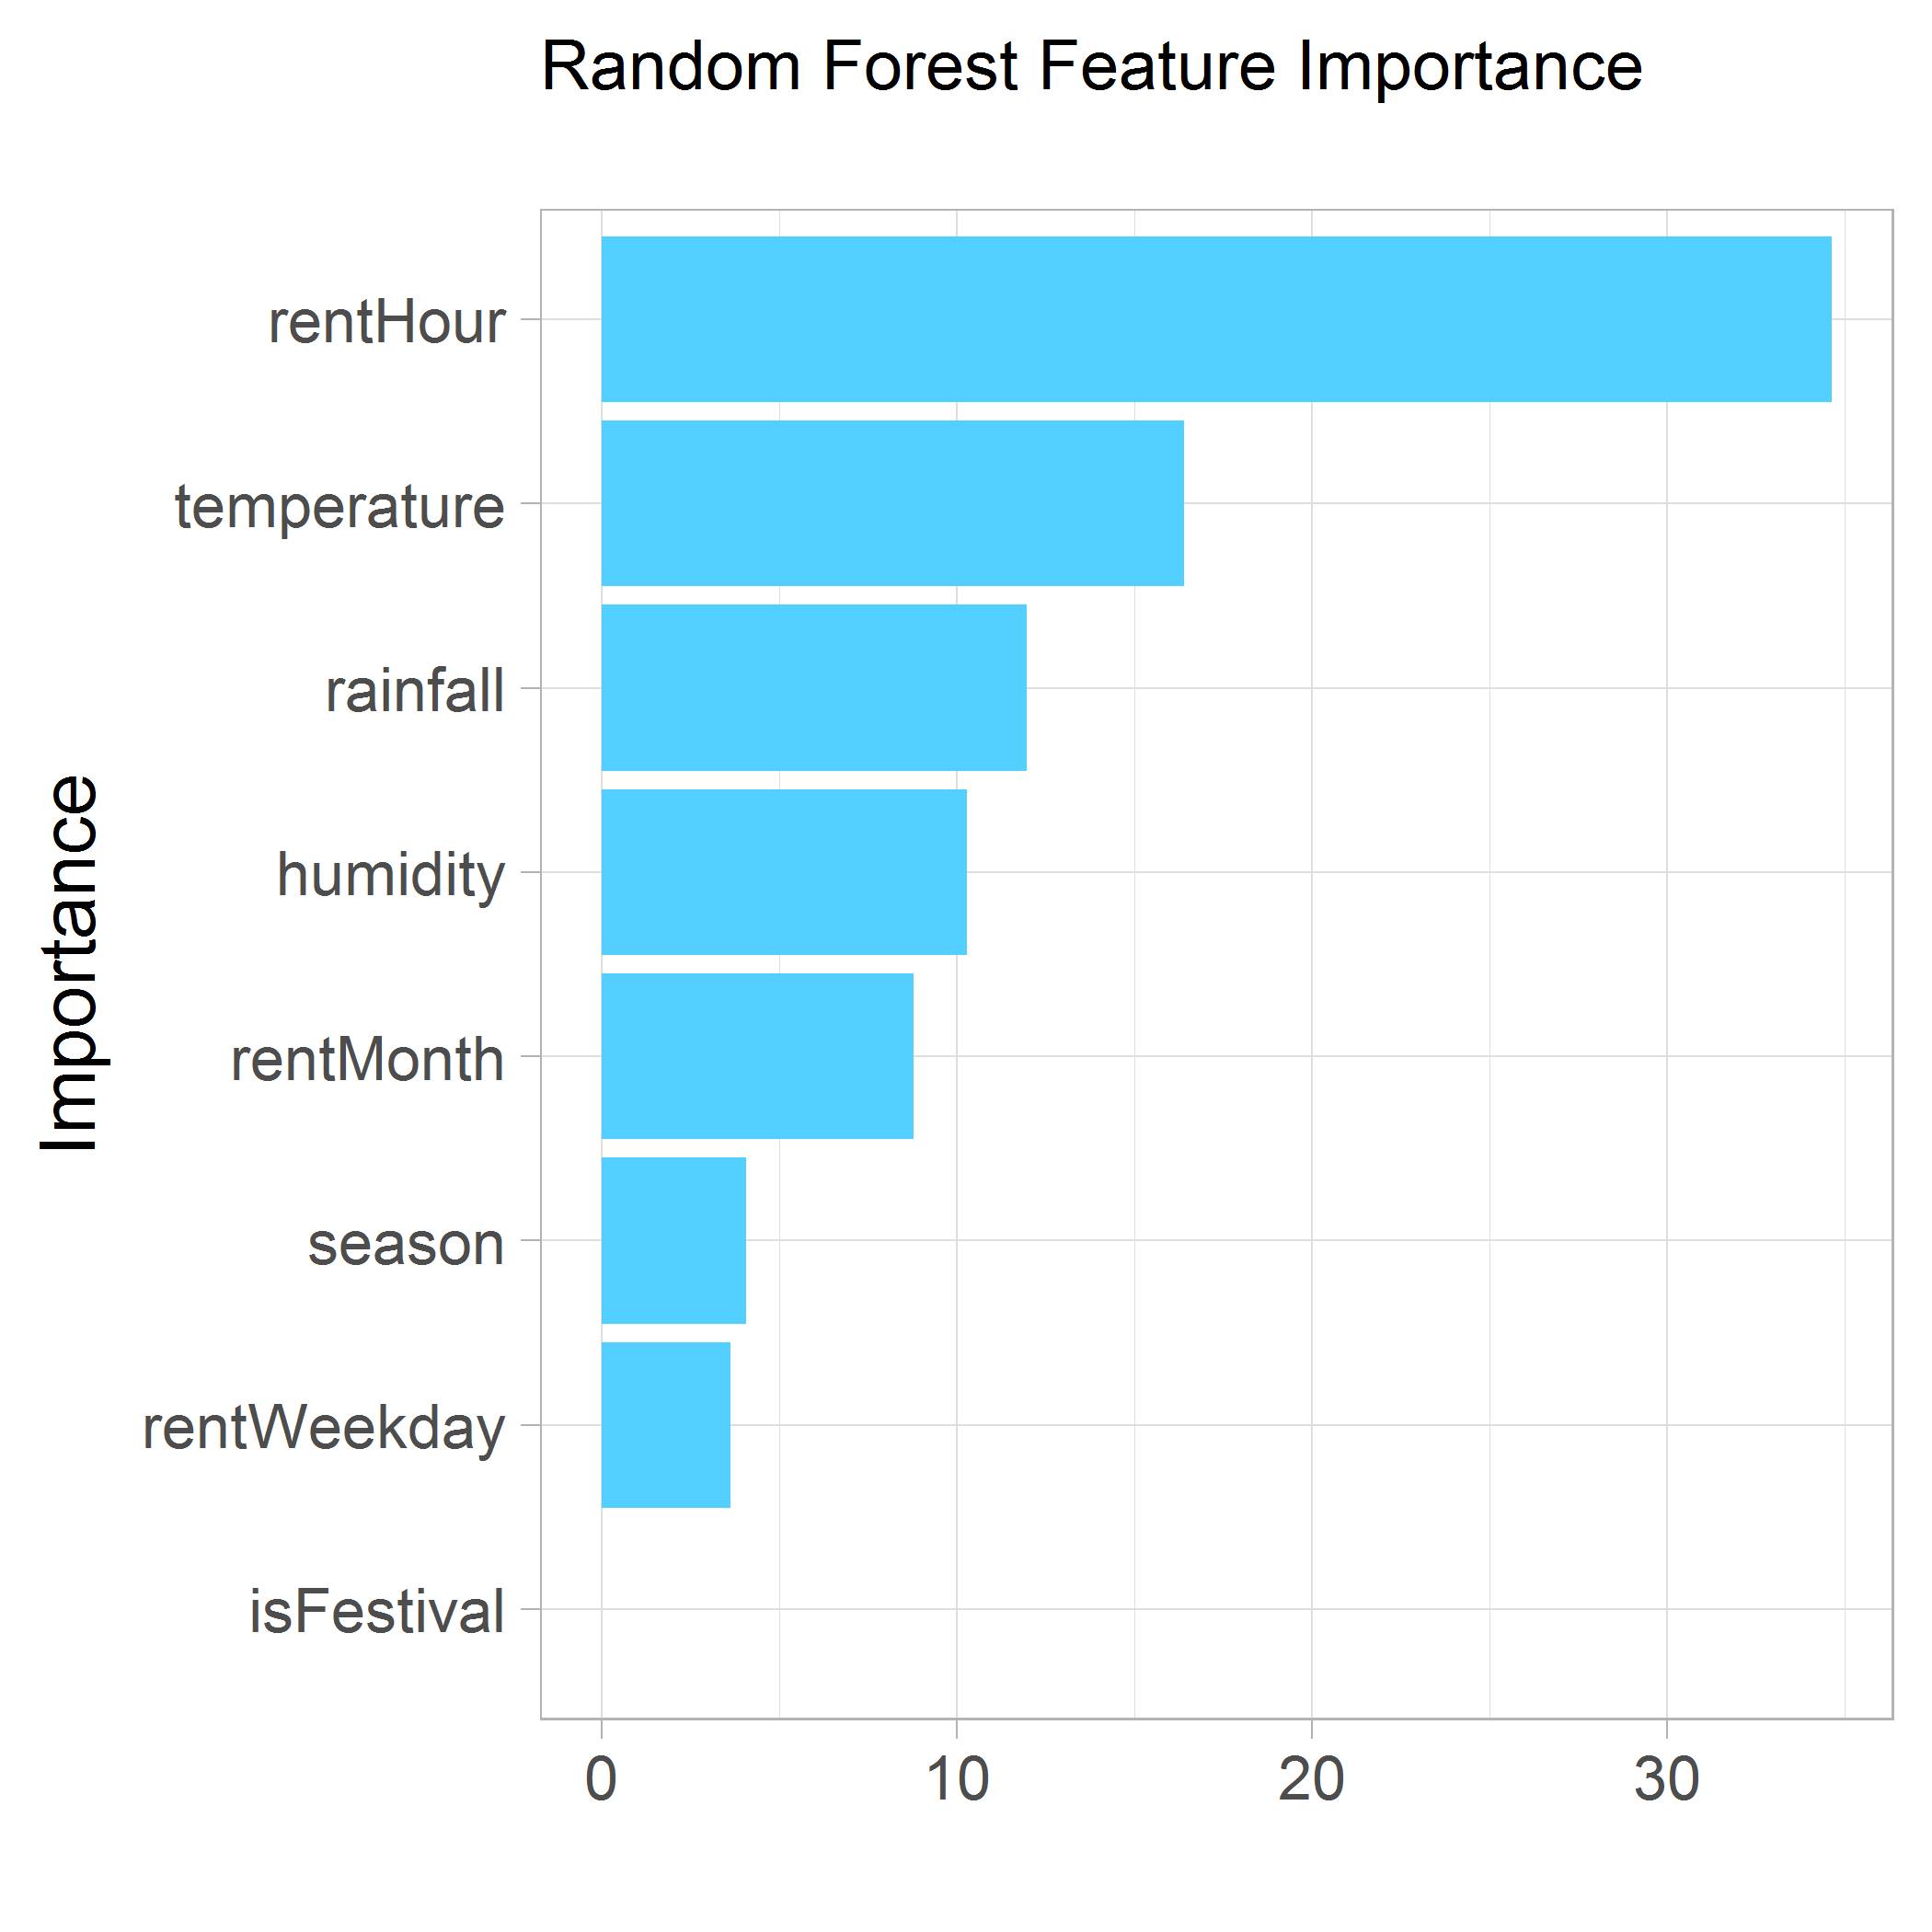 Random Forest Feature Importance
Importance
rentHour
temperature
rainfall
humidity
rentMonth
season
rentWeekday
isFestival
0 10 20 30